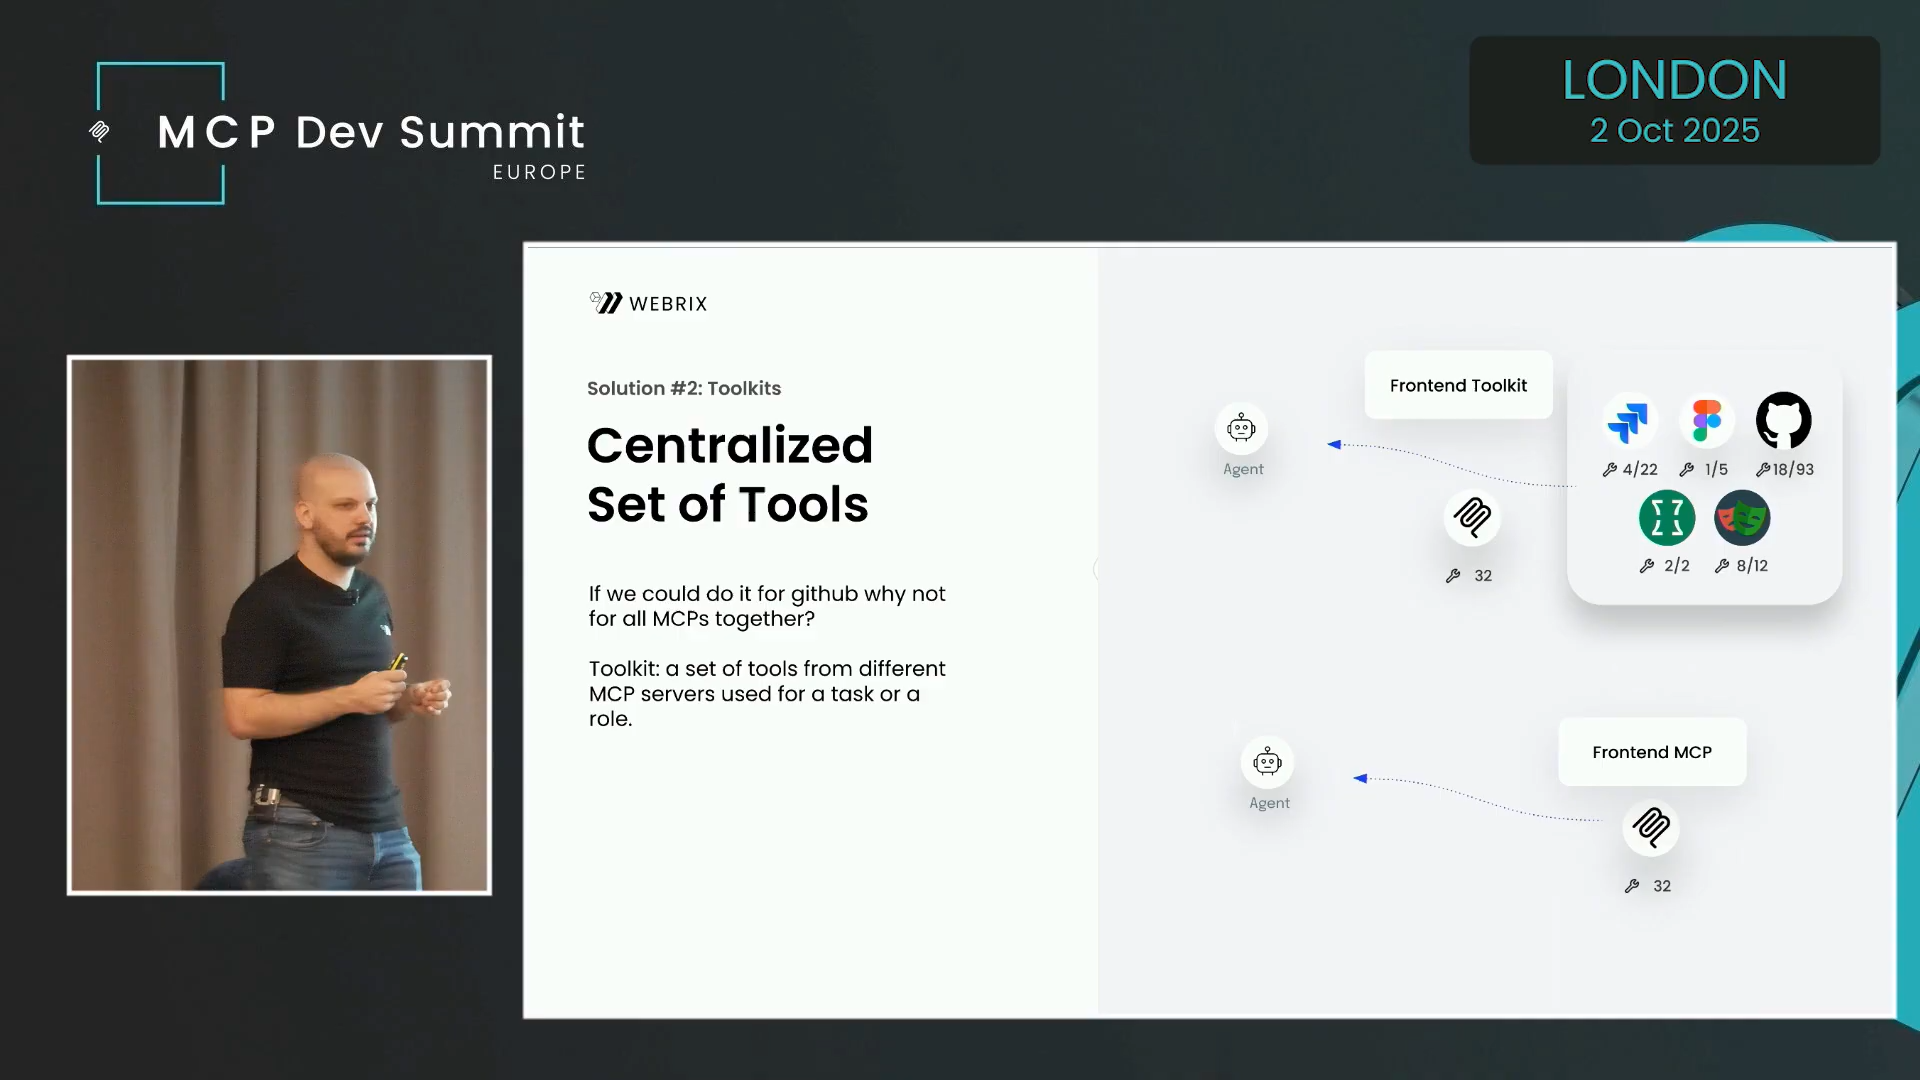 MCP Dev Summit
EUROPE
LONDON
2 Oct 2025
WEBRIX
Solution #2: Toolkits
Centralized
Set of Tools
If we could do it for github why not
for all MCPs together?
Toolkit: a set of tools from different
MCP servers used for a task or a
role.
Frontend Toolkit
Agent
4/22 1/5 18/93
2/2 8/12
32
Frontend MCP
Agent
32